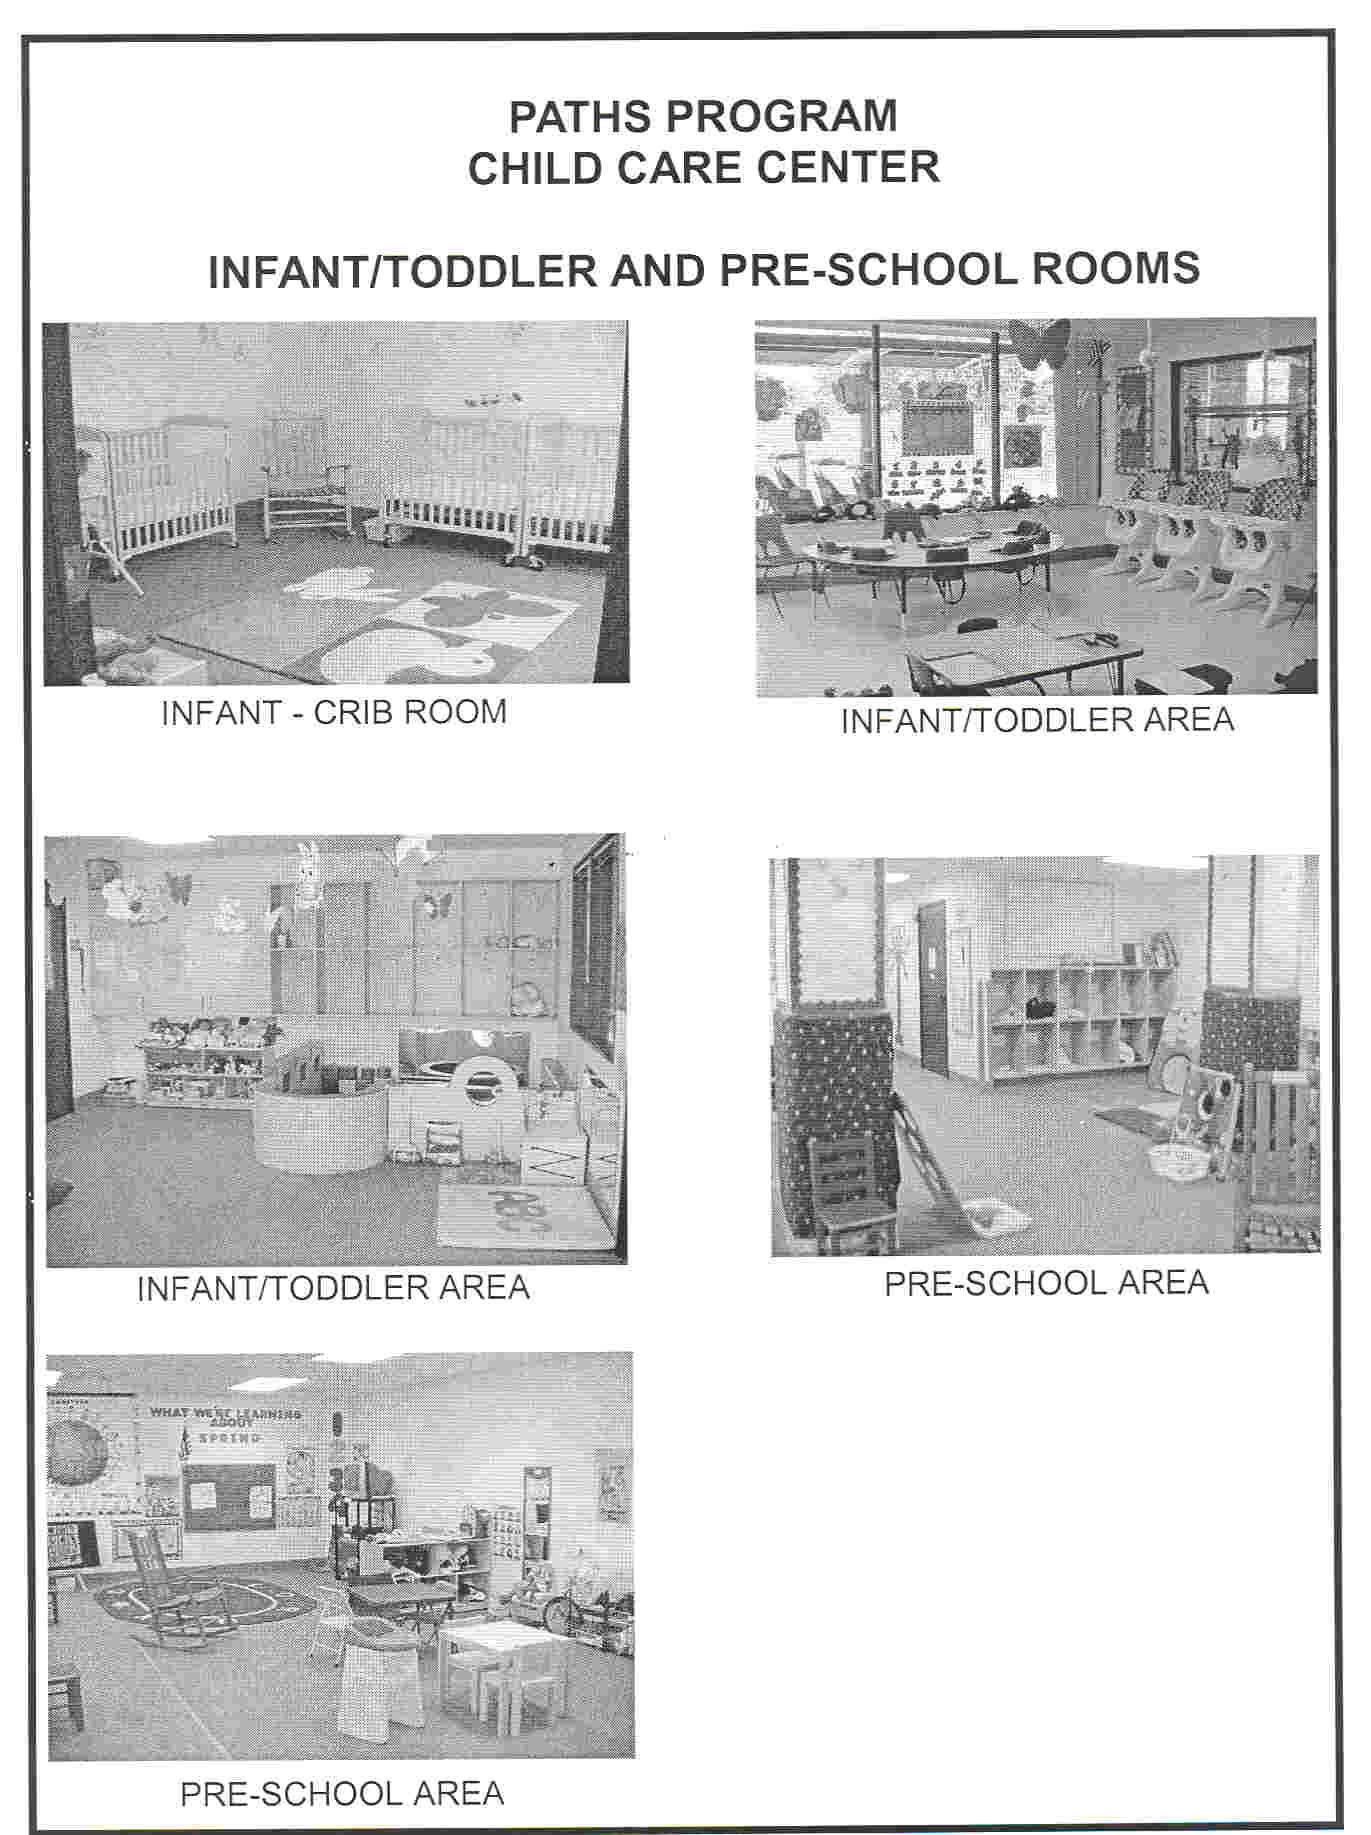 PATHS PROGRAM
CHILD CARE CENTER
INFANT/TODDLER AND PRE-SCHOOL ROOMS
INFANT - CRIB ROOM
INFANT/TODDLER AREA
ABC
INFANT/TODDLER AREA
PRE-SCHOOL AREA
WHAT WE'RE LEARNING
ABOUT
SPRING
PRE-SCHOOL AREA